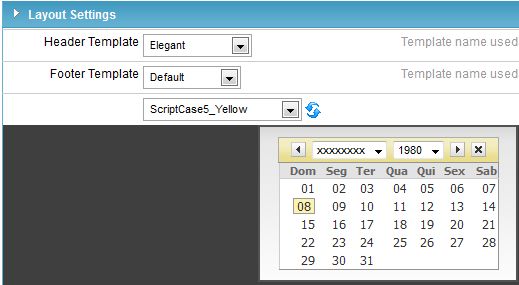 Layout Settings
Header Template Elegant Template name used
Footer Template Default Template name used
ScriptCase5_Yellow
xxxxxxxx 1980
Dom Seg Ter Qua Qui Sex Sab
01 02 03 04 05 06 07
08 09 10 11 12 13 14
15 16 17 18 19 20 21
22 23 24 25 26 27 28
29 30 31